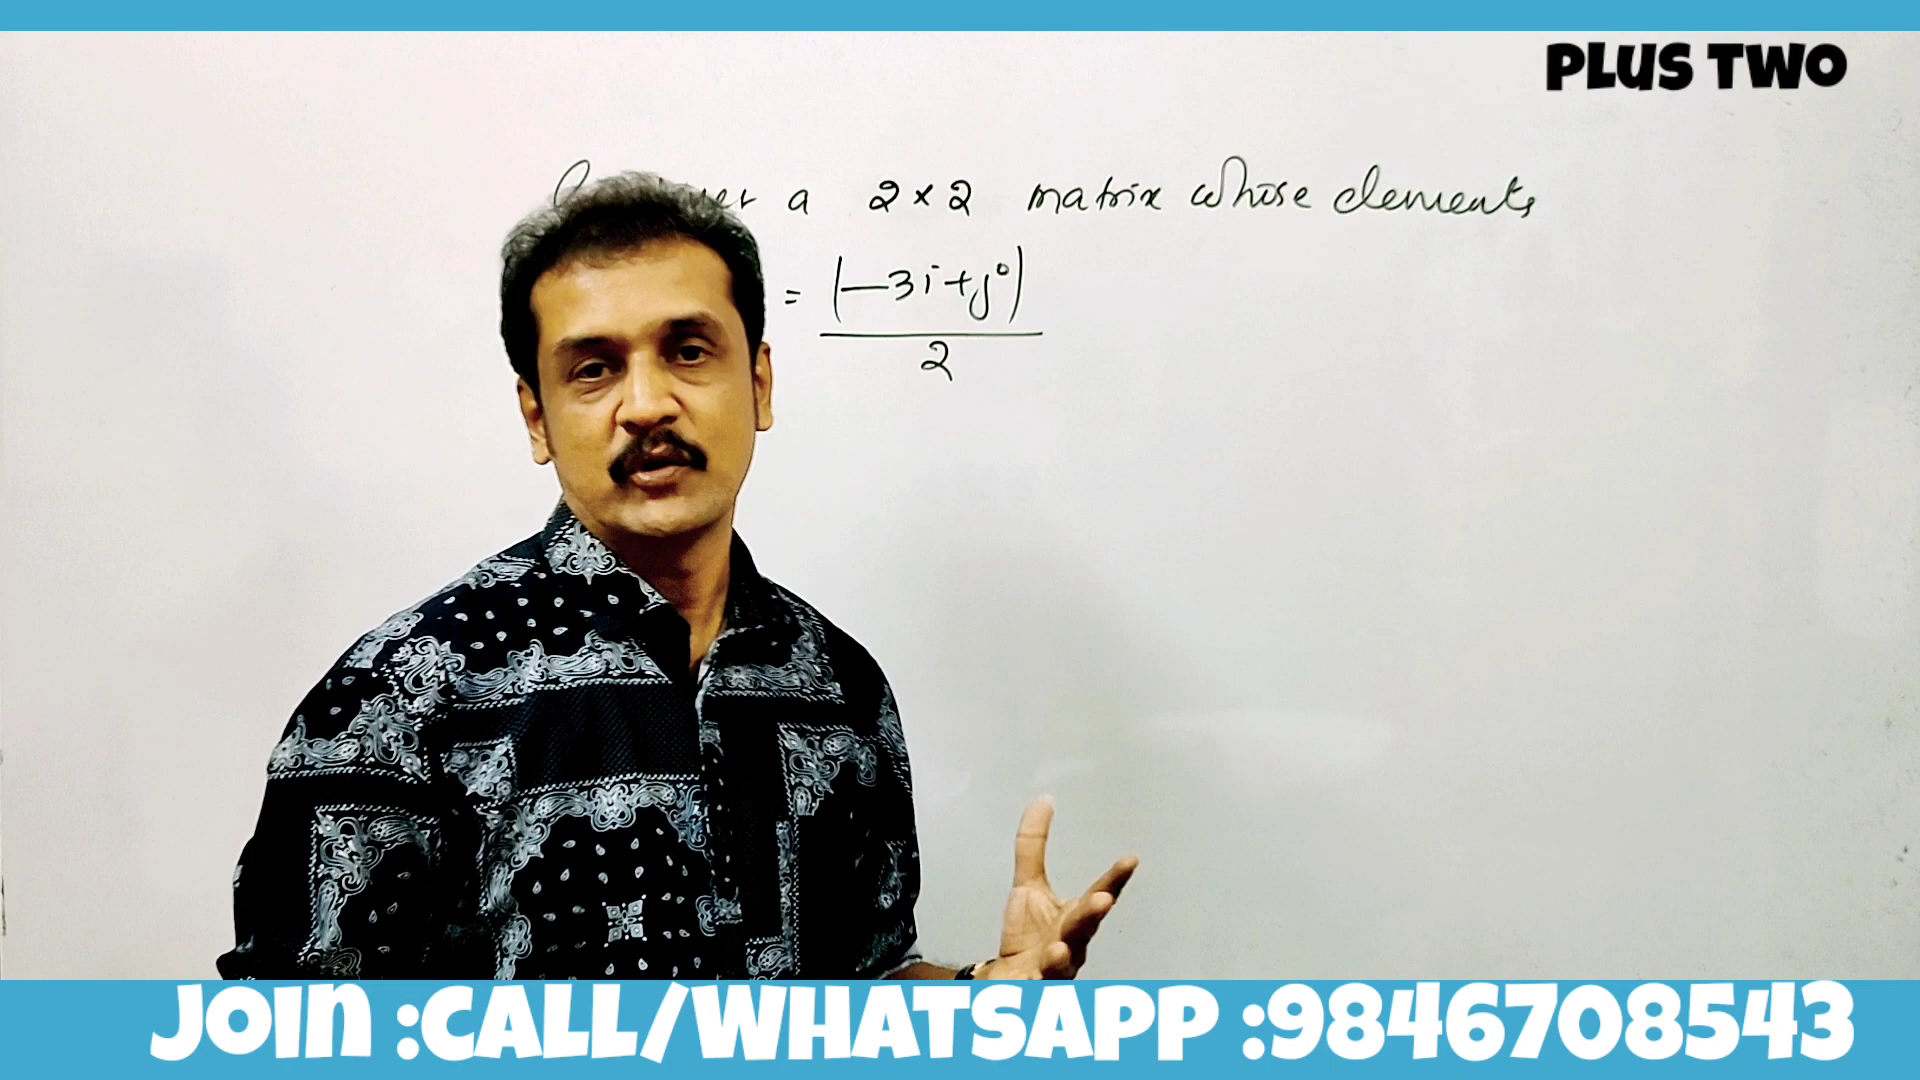 PLUS TWO
a 2 × 2 matrix whose elements
= (-3i+j)
2
JOIN :CALL/WHATSAPP :9846708543